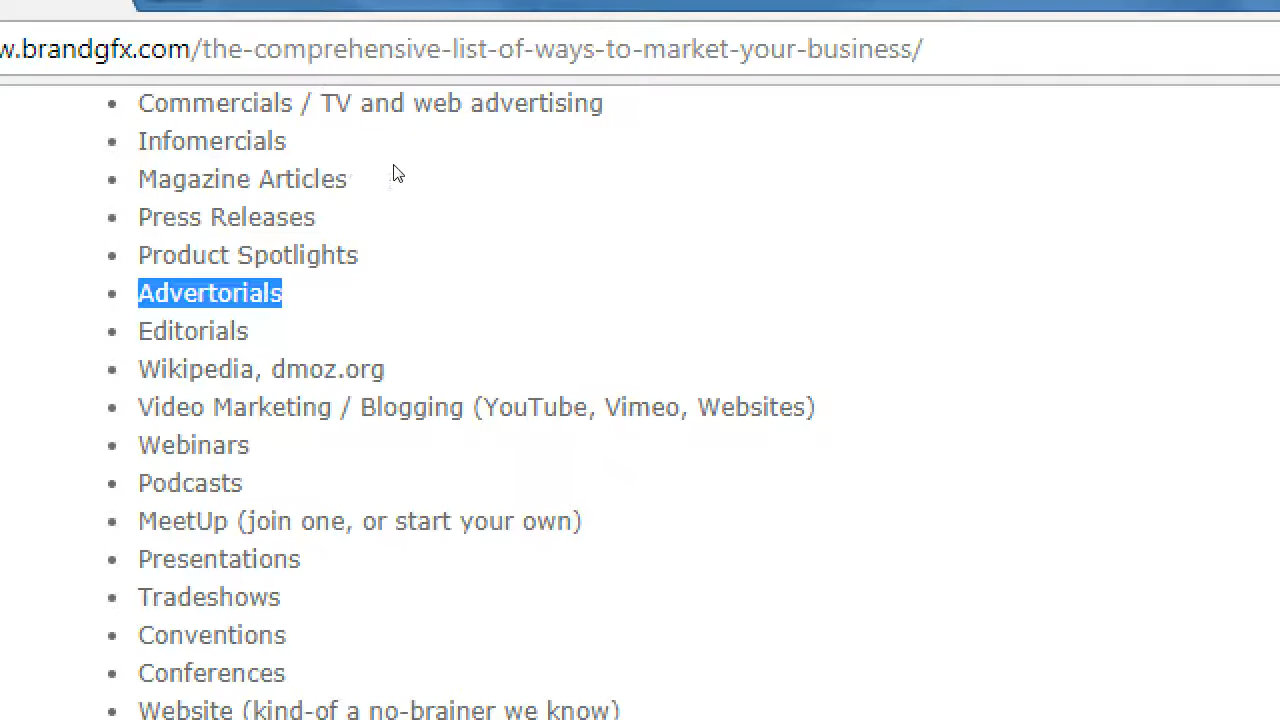 w.brandgfx.com/the-comprehensive-list-of-ways-to-market-your-business/
• Commercials / TV and web advertising
• Infomercials
• Magazine Articles
• Press Releases
• Product Spotlights
• Advertorials
• Editorials
• Wikipedia, dmoz.org
• Video Marketing / Blogging (YouTube, Vimeo, Websites)
• Webinars
• Podcasts
• MeetUp (join one, or start your own)
• Presentations
• Tradeshows
• Conventions
• Conferences
• Website (kind-of a no-brainer we know)